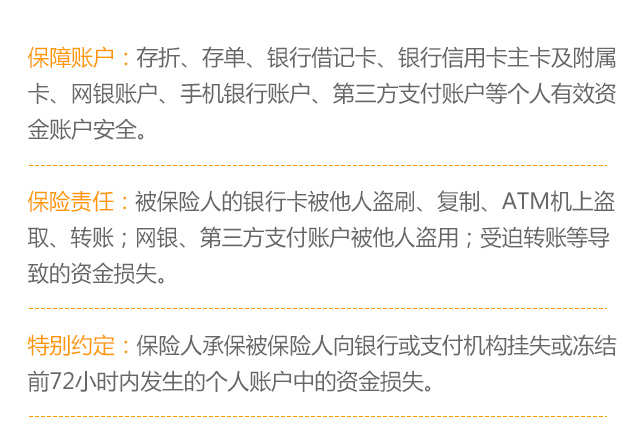 保障账户：存折、存单、银行借记卡、银行信用卡主卡及附属
卡、网银账户、手机银行账户、第三方支付账户等个人有效资
金账户安全。
保险责任：被保险人的银行卡被他人盗刷、复制、ATM机上盗
取、转账；网银、第三方支付账户被他人盗用；受迫转账等导
致的资金损失。
特别约定：保险人承保被保险人向银行或支付机构挂失或冻结
前72小时内发生的个人账户中的资金损失。